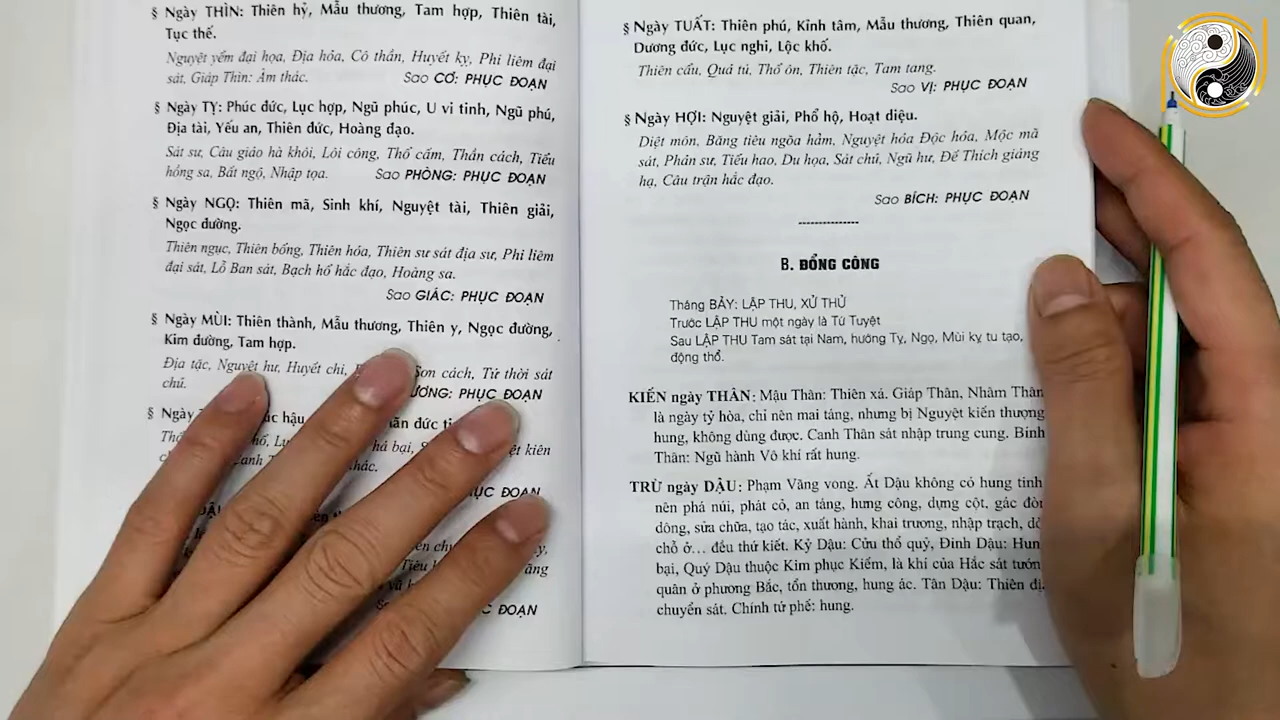 § Ngày THÌN: Thiên hỷ, Mẫu thương, Tam hợp, Thiên tài,
Tục thế.
Nguyệt yếm đại họa, Địa hỏa, Cô thần, Huyết kỵ, Phi liêm đại
sát, Giáp Thìn: Âm thác. Sao CƠ: PHỤC ĐOẠN
§ Ngày TỴ: Phúc đức, Lục hợp, Ngũ phúc, U vi tinh, Ngũ phú,
Địa tài, Yếu an, Thiên đức, Hoàng đạo.
Sát sư, Câu giảo hà khôi, Lôi công, Thổ cấm, Thần cách, Tiểu
hồng sa, Bất ngộ, Nhập tọa. Sao PHÒNG: PHỤC ĐOẠN
§ Ngày NGỌ: Thiên mã, Sinh khí, Nguyệt tài, Thiên giải,
Ngọc đường.
Thiên ngục, Thiên bổng, Thiên hỏa, Thiên sư sát địa sư, Phi liêm
đại sát, Lỗ Ban sát, Bạch hổ hắc đạo, Hoàng sa.
Sao GIÁC: PHỤC ĐOẠN
§ Ngày MÙI: Thiên thành, Mẫu thương, Thiên y, Ngọc đường,
Kim đường, Tam hợp.
Địa tặc, Nguyệt hư, Huyết chi, Sơn cách, Tứ thời sát
chủ. PHỤC ĐOẠN
§ Ngày hậu
kiên
ĐOẠN
ĐOẠN
§ Ngày TUẤT: Thiên phú, Kính tâm, Mẫu thương, Thiên quan,
Dương đức, Lục nghi, Lộc khố.
Thiên cẩu, Quả tú, Thổ ôn, Thiên tặc, Tam tang.
Sao VỊ: PHỤC ĐOẠN
§ Ngày HỢI: Nguyệt giải, Phổ hộ, Hoạt diệu.
Diệt môn, Băng tiêu ngõa hãm, Nguyệt hỏa Độc hỏa, Mộc mã
sát, Phản sư, Tiểu hao, Du họa, Sát chủ, Ngũ hư, Đế Thích giáng
hạ, Câu trận hắc đạo.
Sao BÍCH: PHỤC ĐOẠN
--------------
B. ĐỔNG CÔNG
Tháng BẢY: LẬP THU, XỬ THỬ
Trước LẬP THU một ngày là Tứ Tuyệt
Sau LẬP THU Tam sát tại Nam, hướng Tỵ, Ngọ, Mùi kỵ tu tạo,
động thổ.
KIẾN ngày THÂN: Mậu Thân: Thiên xá. Giáp Thân, Nhâm Thân
là ngày tỷ hòa, chỉ nên mai táng, nhưng bị Nguyệt kiến thượng
hung, không dùng được. Canh Thân sát nhập trung cung. Bính
Thân: Ngũ hành Vô khí rất hung.
TRỪ ngày DẬU: Phạm Vãng vong. Ất Dậu không có hung tinh
nên phá núi, phát cỏ, an táng, hưng công, dựng cột, gác đòn
dông, sửa chữa, tạo tác, xuất hành, khai trương, nhập trạch,
chỗ ở... đều thứ kiết. Kỷ Dậu: Cửu thổ quỷ, Đinh Dậu:
bại, Quý Dậu thuộc Kim phục Kiếm, là khí của Hắc sát
quân ở phương Bắc, tổn thương, hung ác. Tân Dậu: Thiên
chuyển sát. Chính tứ phế: hung.